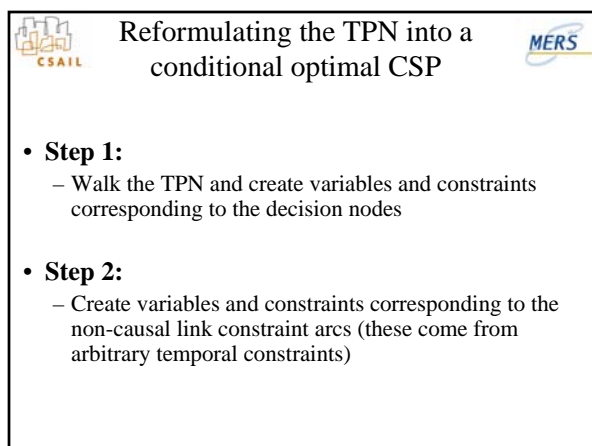 Reformulating the TPN into a
conditional optimal CSP
CSAIL
MERS
• Step 1:
– Walk the TPN and create variables and constraints
corresponding to the decision nodes
• Step 2:
– Create variables and constraints corresponding to the
non-causal link constraint arcs (these come from
arbitrary temporal constraints)